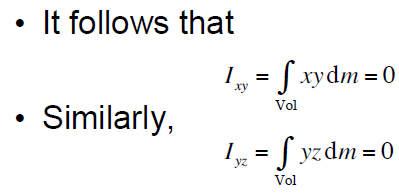 • It follows that
I_xy = ∫_Vol xy dm = 0
• Similarly,
I_yz = ∫_Vol yz dm = 0